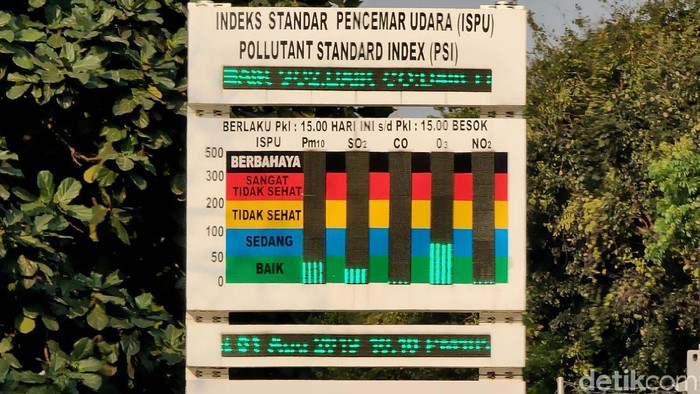 INDEKS STANDAR PENCEMAR UDARA (ISPU)
POLLUTANT STANDARD INDEX (PSI)
BERLAKU Pkl : 15.00 HARI INI s/d Pkl : 15.00 BESOK
ISPU Pm10 SO2 CO O3 NO2
500
BERBAHAYA
300
SANGAT
TIDAK SEHAT
200
TIDAK SEHAT
100
SEDANG
50
BAIK
0
2019
detikcom